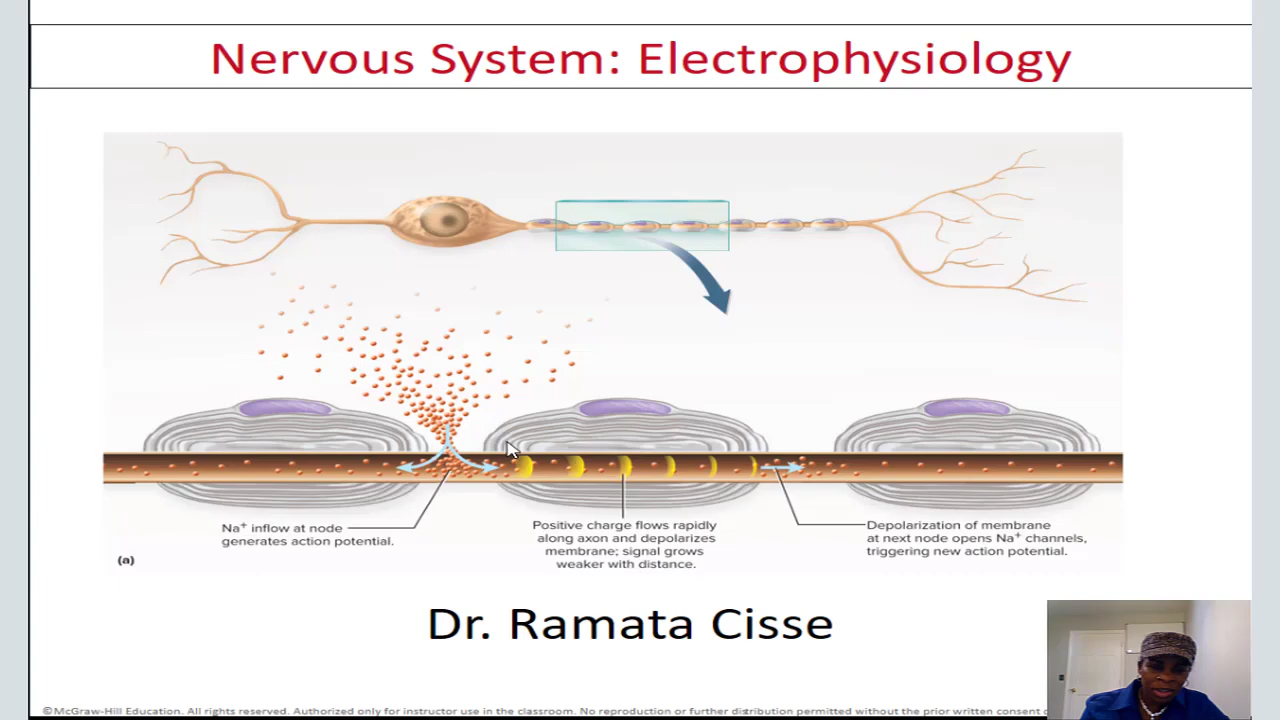 Nervous System: Electrophysiology
Na+ inflow at node
generates action potential.
Positive charge flows rapidly
along axon and depolarizes
membrane; signal grows
weaker with distance.
Depolarization of membrane
at next node opens Na+ channels,
triggering new action potential.
(a)
Dr. Ramata Cisse
©McGraw-Hill Education. All rights reserved. Authorized only for instructor use in the classroom. No reproduction or further distribution permitted without the prior written consent o